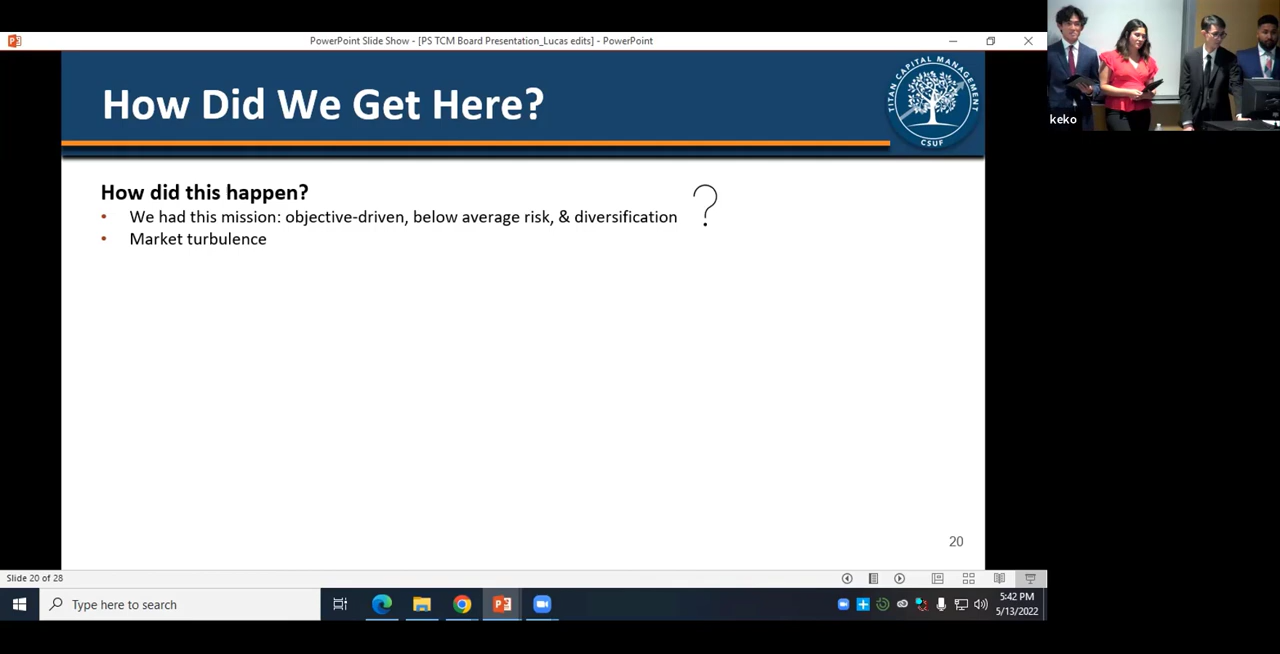 PowerPoint Slide Show - [PS TCM Board Presentation_Lucas edits] - PowerPoint
How Did We Get Here?
TITAN CAPITAL MANAGEMENT
CSUF
keko
How did this happen?
• We had this mission: objective-driven, below average risk, & diversification
?
• Market turbulence
20
Slide 20 of 28
Type here to search
5:42 PM
5/13/2022